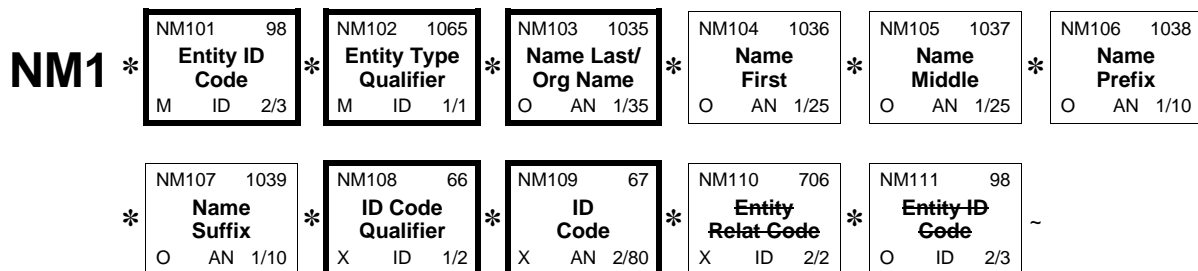 NM1 * NM101 98 * NM102 1065 * NM103 1035 * NM104 1036 * NM105 1037 * NM106 1038
Entity ID Entity Type Name Last/ Name Name Name
Code Qualifier Org Name First Middle Prefix
M ID 2/3 M ID 1/1 O AN 1/35 O AN 1/25 O AN 1/25 O AN 1/10
* NM107 1039 * NM108 66 * NM109 67 * NM110 706 * NM111 98 ~
Name ID Code ID Entity Entity ID
Suffix Qualifier Code Relat Code Code
O AN 1/10 X ID 1/2 X AN 2/80 X ID 2/2 O ID 2/3